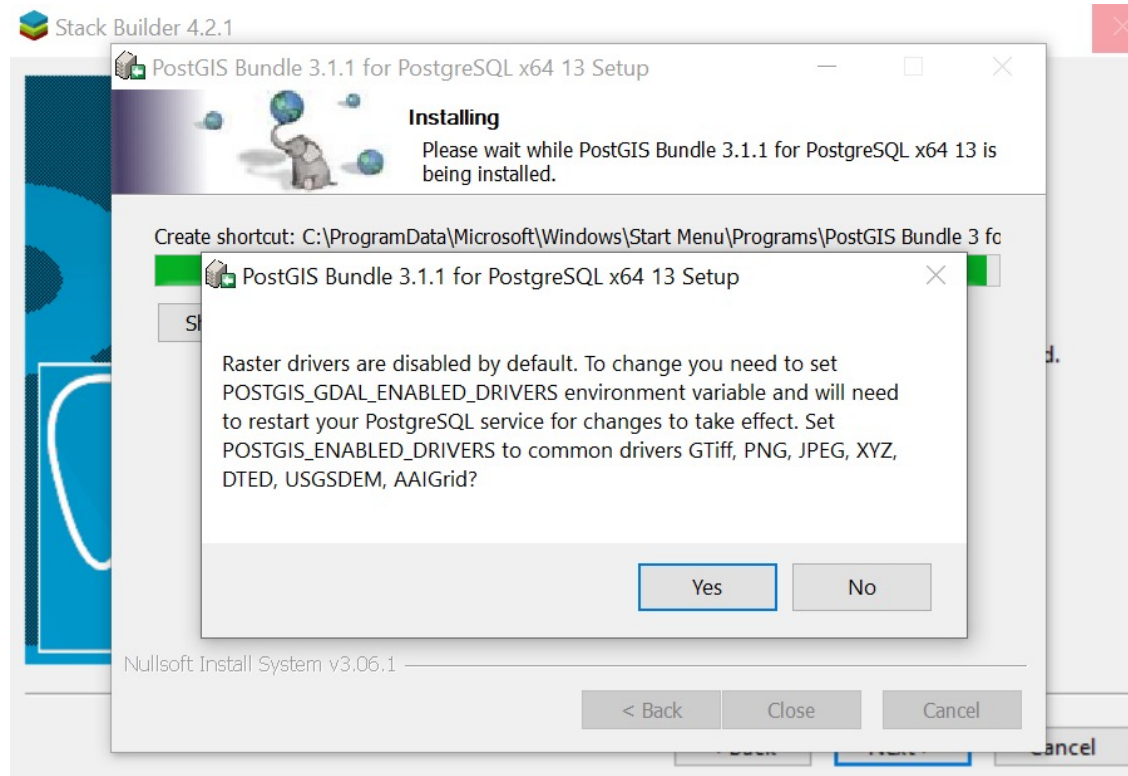 Stack Builder 4.2.1
PostGIS Bundle 3.1.1 for PostgreSQL x64 13 Setup
Installing
Please wait while PostGIS Bundle 3.1.1 for PostgreSQL x64 13 is
being installed.
Create shortcut: C:\ProgramData\Microsoft\Windows\Start Menu\Programs\PostGIS Bundle 3 fo
PostGIS Bundle 3.1.1 for PostgreSQL x64 13 Setup
Raster drivers are disabled by default. To change you need to set
POSTGIS_GDAL_ENABLED_DRIVERS environment variable and will need
to restart your PostgreSQL service for changes to take effect. Set
POSTGIS_ENABLED_DRIVERS to common drivers GTiff, PNG, JPEG, XYZ,
DTED, USGSDEM, AAIGrid?
Yes No
Nullsoft Install System v3.06.1
< Back Close Cancel